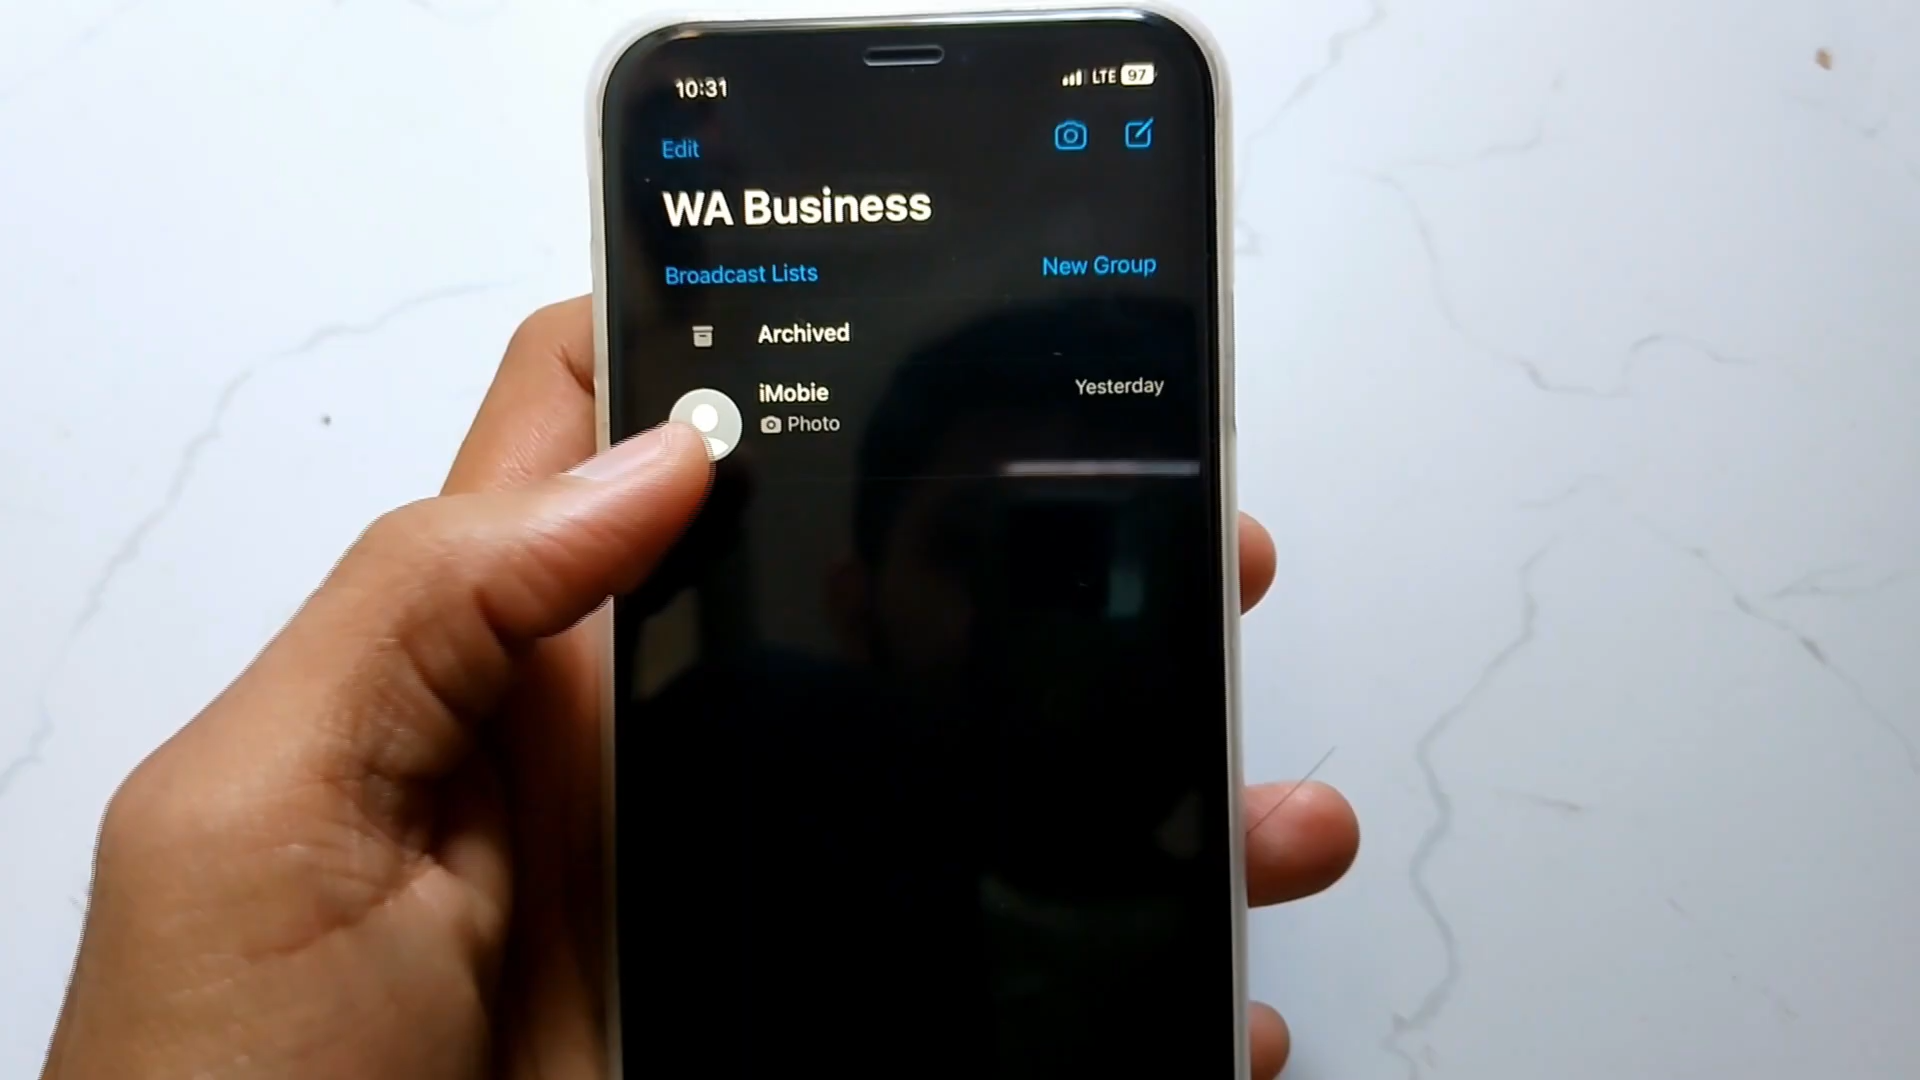 10:31
LTE 97
Edit
WA Business
Broadcast Lists
New Group
Archived
iMobie
Yesterday
Photo